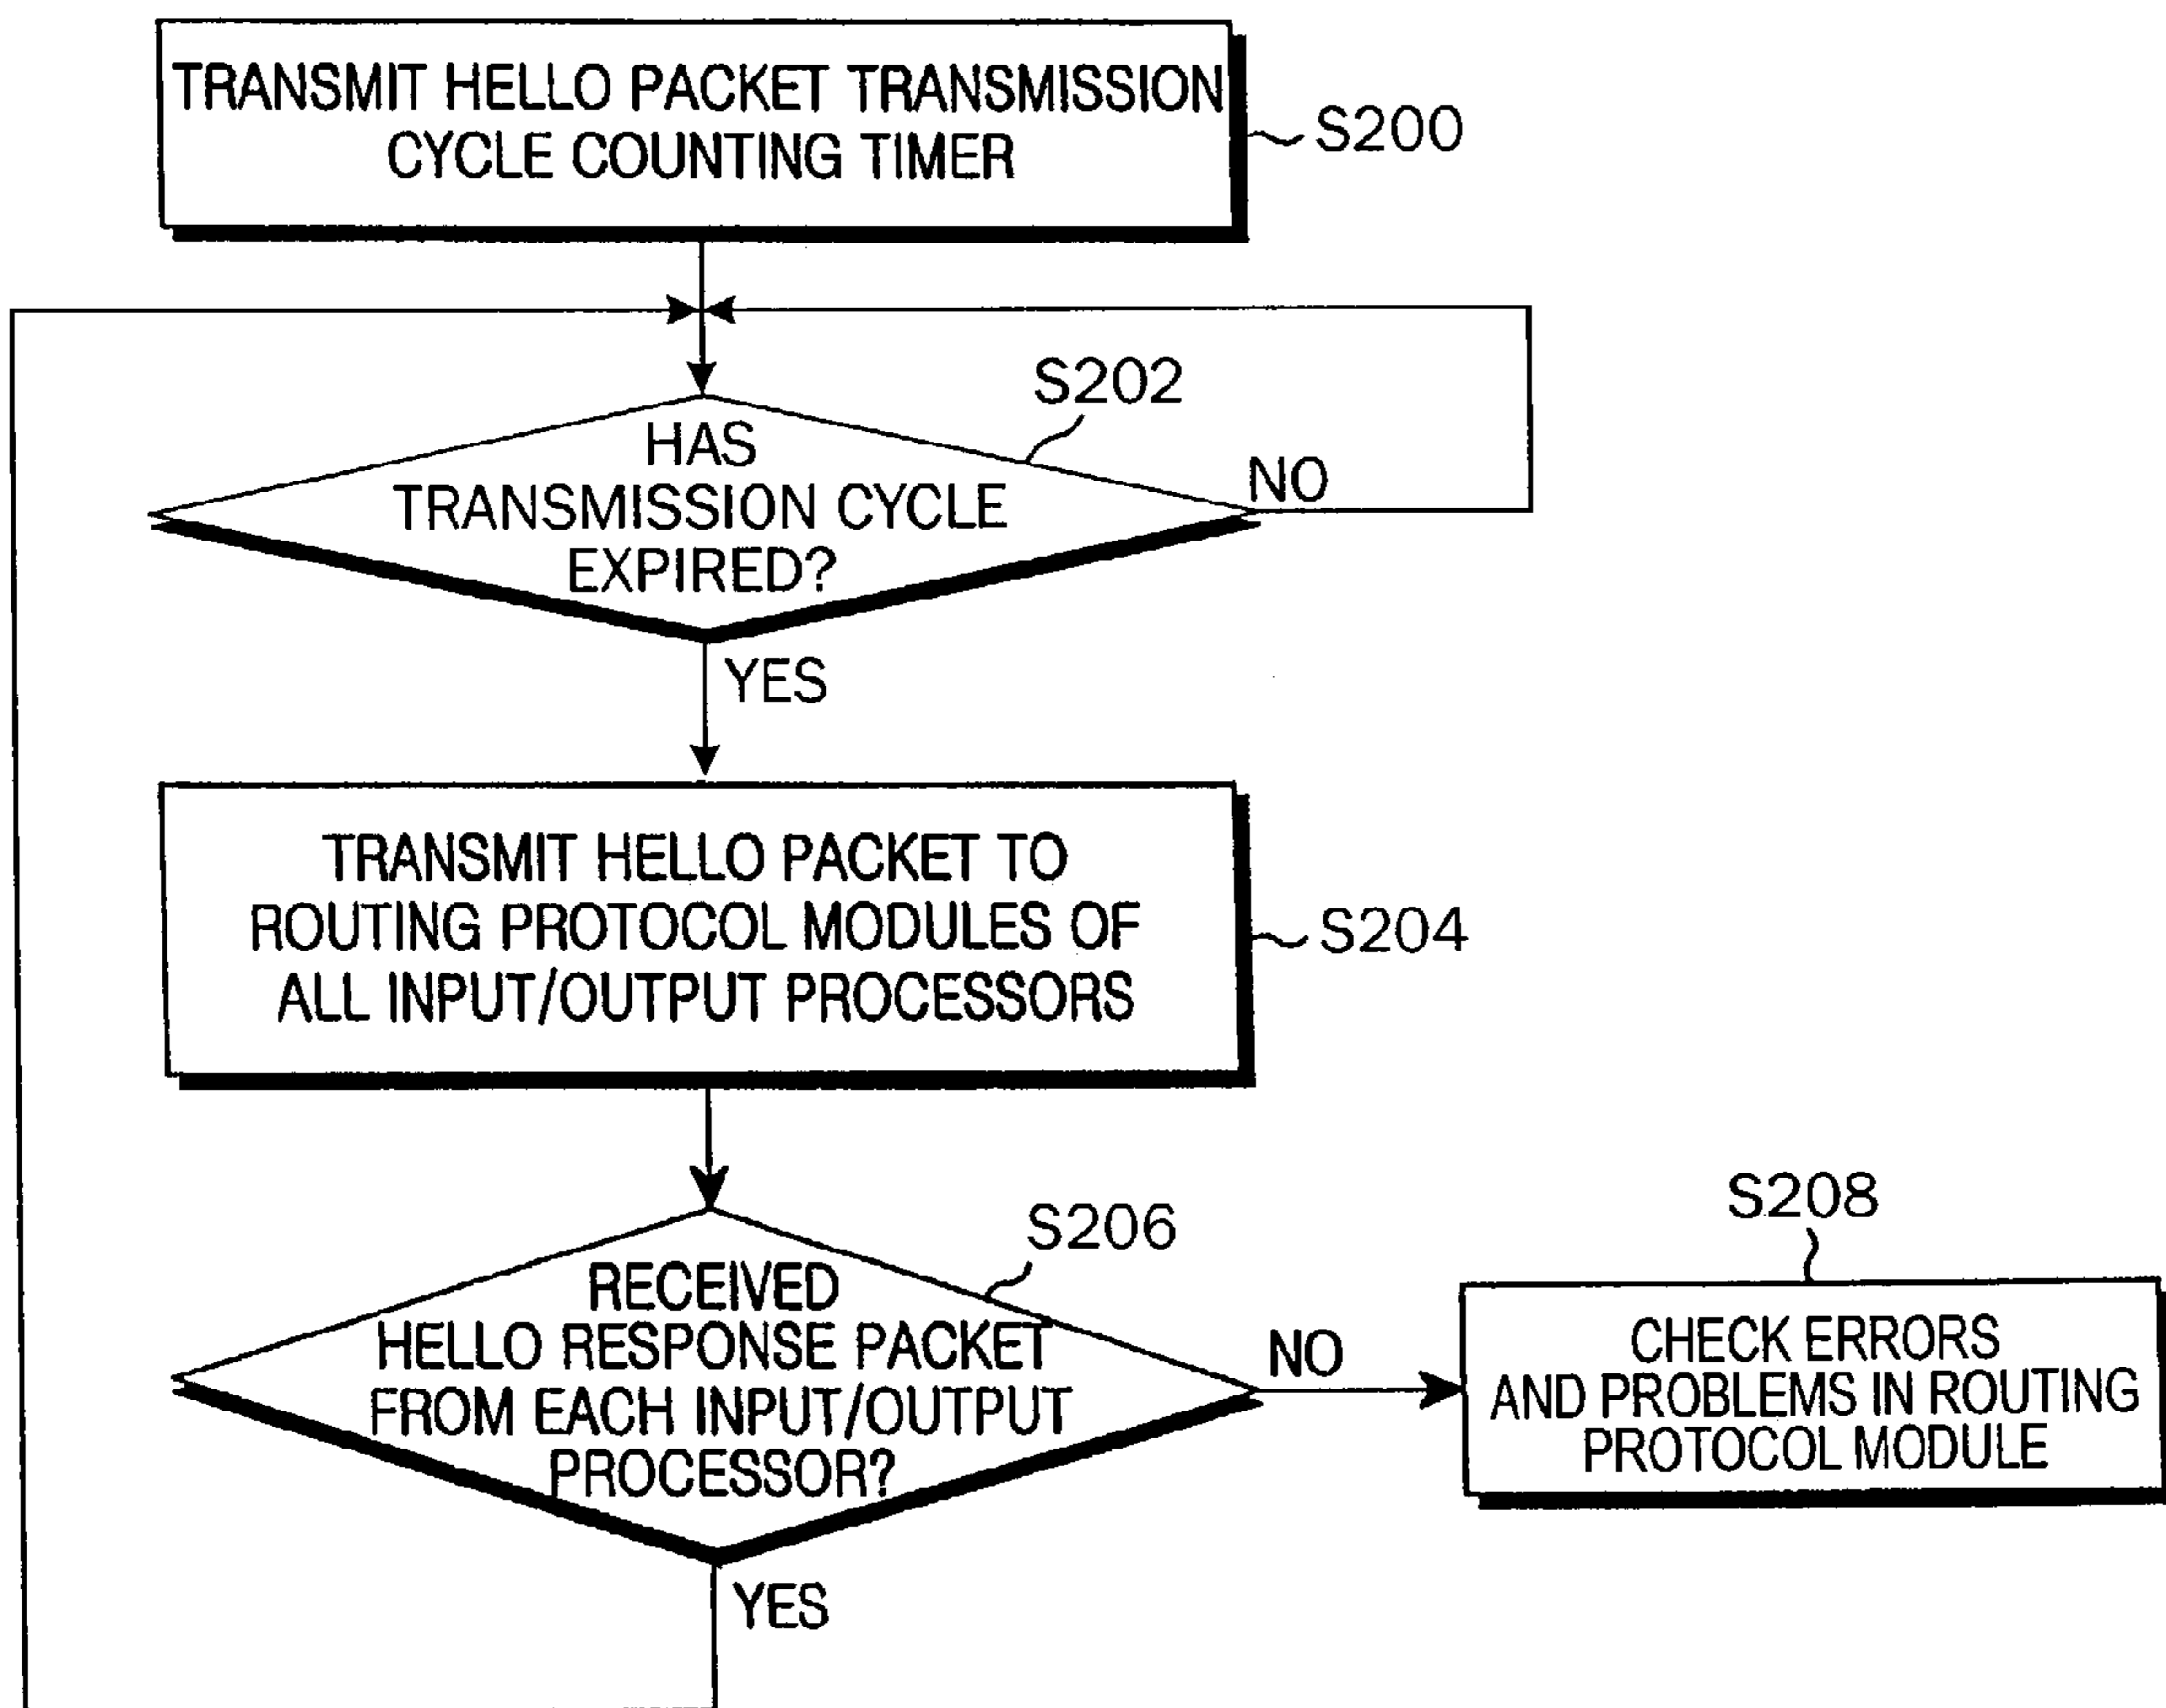 TRANSMIT HELLO PACKET TRANSMISSION
CYCLE COUNTING TIMER
S200
S202
HAS
TRANSMISSION CYCLE
EXPIRED?
NO
YES
TRANSMIT HELLO PACKET TO
ROUTING PROTOCOL MODULES OF
ALL INPUT/OUTPUT PROCESSORS
S204
S206
RECEIVED
HELLO RESPONSE PACKET
FROM EACH INPUT/OUTPUT
PROCESSOR?
NO
YES
S208
CHECK ERRORS
AND PROBLEMS IN ROUTING
PROTOCOL MODULE